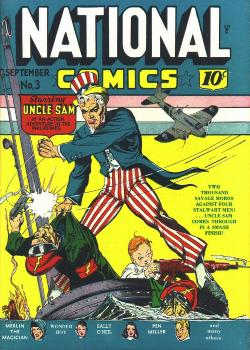 NATIONAL
COMICS
SEPTEMBER
No. 3
10¢
Starring
UNCLE SAM
IN AN ACTION
ADVENTURE IN THE
PHILIPPINES
TWO
THOUSAND
SAVAGE MOROS
AGAINST FOUR
STALWART MEN!
...UNCLE SAM
COMES THROUGH
IN A SMASH
FINISH!
MERLIN
THE
MAGICIAN
WONDER
BOY
SALLY
O'NEIL
PEN
MILLER
and
many
others